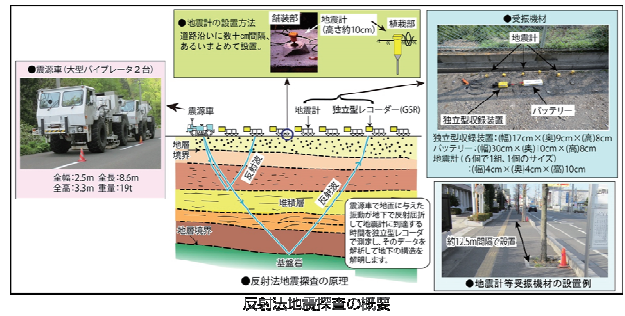 ●地震計の設置方法
道路沿いに数十cm間隔、
あるいまとめて設置。
舗装部
地震計
(高さ約10cm)
植栽部
●震源車(大型バイブレータ2台)
全幅:2.5m 全長:8.6m
全高:3.3m 重量:19t
●受振機材
地震計
バッテリー
独立型収録装置
独立型収録装置:(幅)12cm×(奥)9cm×(高)8cm
バッテリー:(幅)30cm×(奥)10cm×(高)8cm
地震計(6個で1組、1個のサイズ)
:(幅)4cm×(奥)4cm×(高)10cm
震源車
地震計
独立型レコーダー(GSR)
地層
境界
反射波
反射波
堆積層
地層境界
基盤岩
震源車で地面に与えた
振動が地下で反射屈折
して地震計に到達する
時間を独立型レコーダ
で測定し、そのデータを
解析して地下の構造を
解明します。
●反射法地震探査の原理
約12.5m間隔で設置
●地震計等受振機材の設置例
反射法地震探査の概要